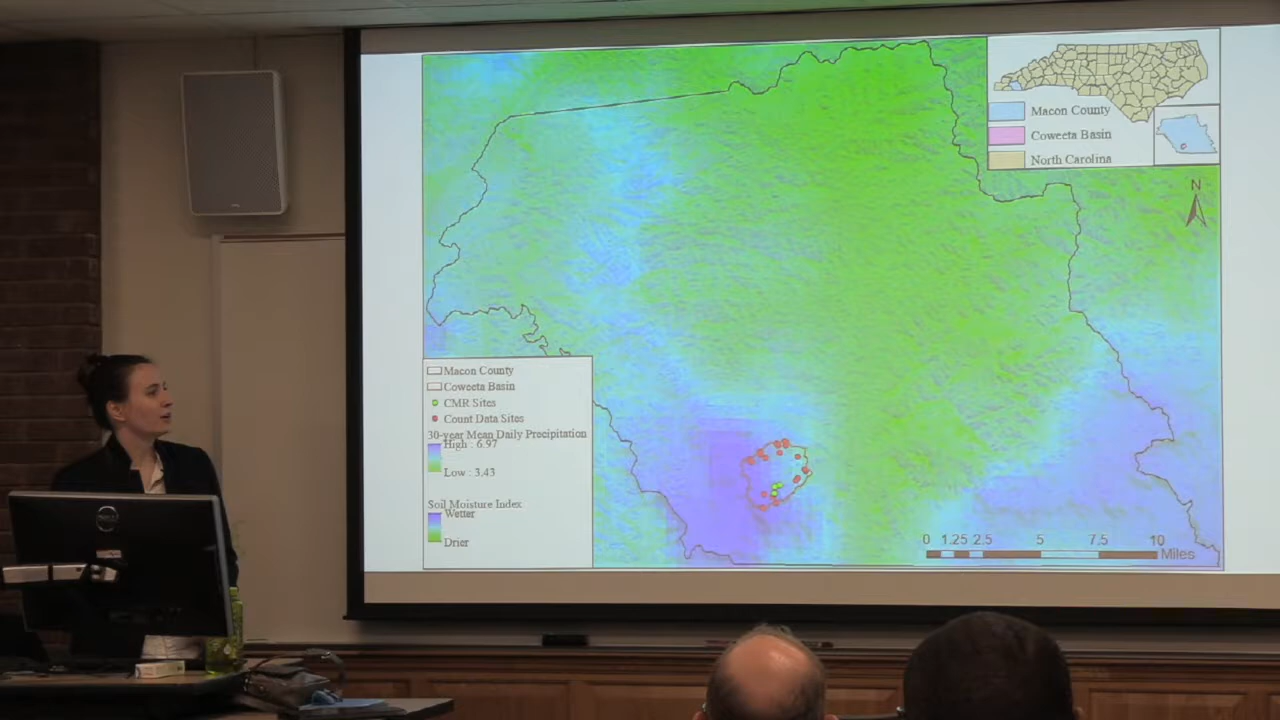 Macon County
Coweeta Basin
North Carolina
N
Macon County
Coweeta Basin
CMR Sites
Count Data Sites
30-year Mean Daily Precipitation
High : 6.97
Low : 3.43
Soil Moisture Index
Wetter
Drier
0 1.25 2.5 5 7.5 10
Miles
DELL